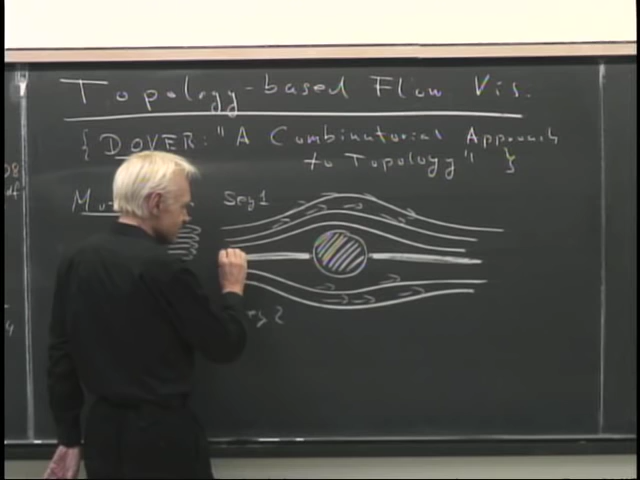 Topology-based Flow Vis.
{ DOVER: "A Combinatorial Approach
to Topology" }
Seg 1